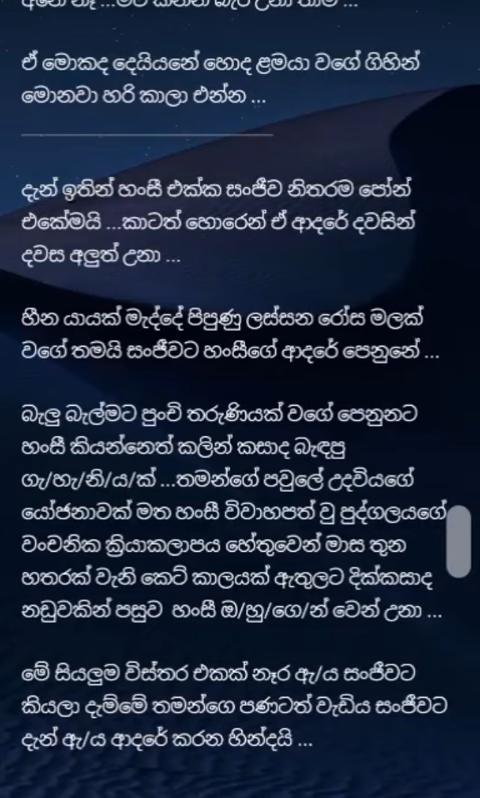 ඒ මොකද දෙයියනේ හොද ළමයා වගේ ගිහින්
මොනවා හරි කාලා එන්න ...
දැන් ඉතින් හංසී එක්ක සංජීව නිතරම ෆෝන්
එකේමයි ...කාටත් හොරෙන් ඒ ආදරේ දවසින්
දවස අලුත් උනා ...
හීන යායක් මැද්දේ පිපුණු ලස්සන රෝස මලක්
වගේ තමයි සංජීවට හංසීගේ ආදරේ පෙනුනේ ...
බැලු බැල්මට පුංචි තරුණියක් වගේ පෙනුනට
හංසී කියන්නෙත් කලින් කසාද බැඳපු
ගැ/හැ/නි/ය/ක් ...තමන්ගේ පවුලේ උදවියගේ
යෝජනාවක් මත හංසී විවාහපත් වු පුද්ගලයගේ
වංචනික ක්‍රියාකලාපය හේතුවෙන් මාස තුන
හතරක් වැනි කෙටි කාලයක් ඇතුලට දික්කසාද
නඩුවකින් පසුව හංසී ඔ/හු/ගෙ/න් වෙන් උනා ...
මේ සියලුම විස්තර එකක් නෑර ඇ/ය සංජීවට
කියලා දැම්මේ තමන්ගෙ පණටත් වැඩිය සංජීවට
දැන් ඇ/ය ආදරේ කරන හින්දයි ...